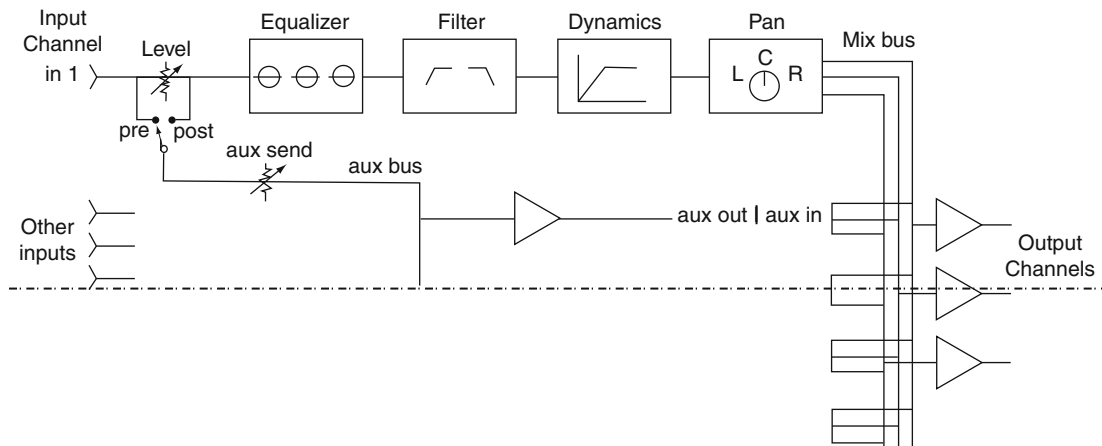 Input
Channel
in 1
Level
Equalizer
Filter
Dynamics
Pan
L C R
Mix bus
pre post
aux send
aux bus
Other
inputs
aux out | aux in
Output
Channels